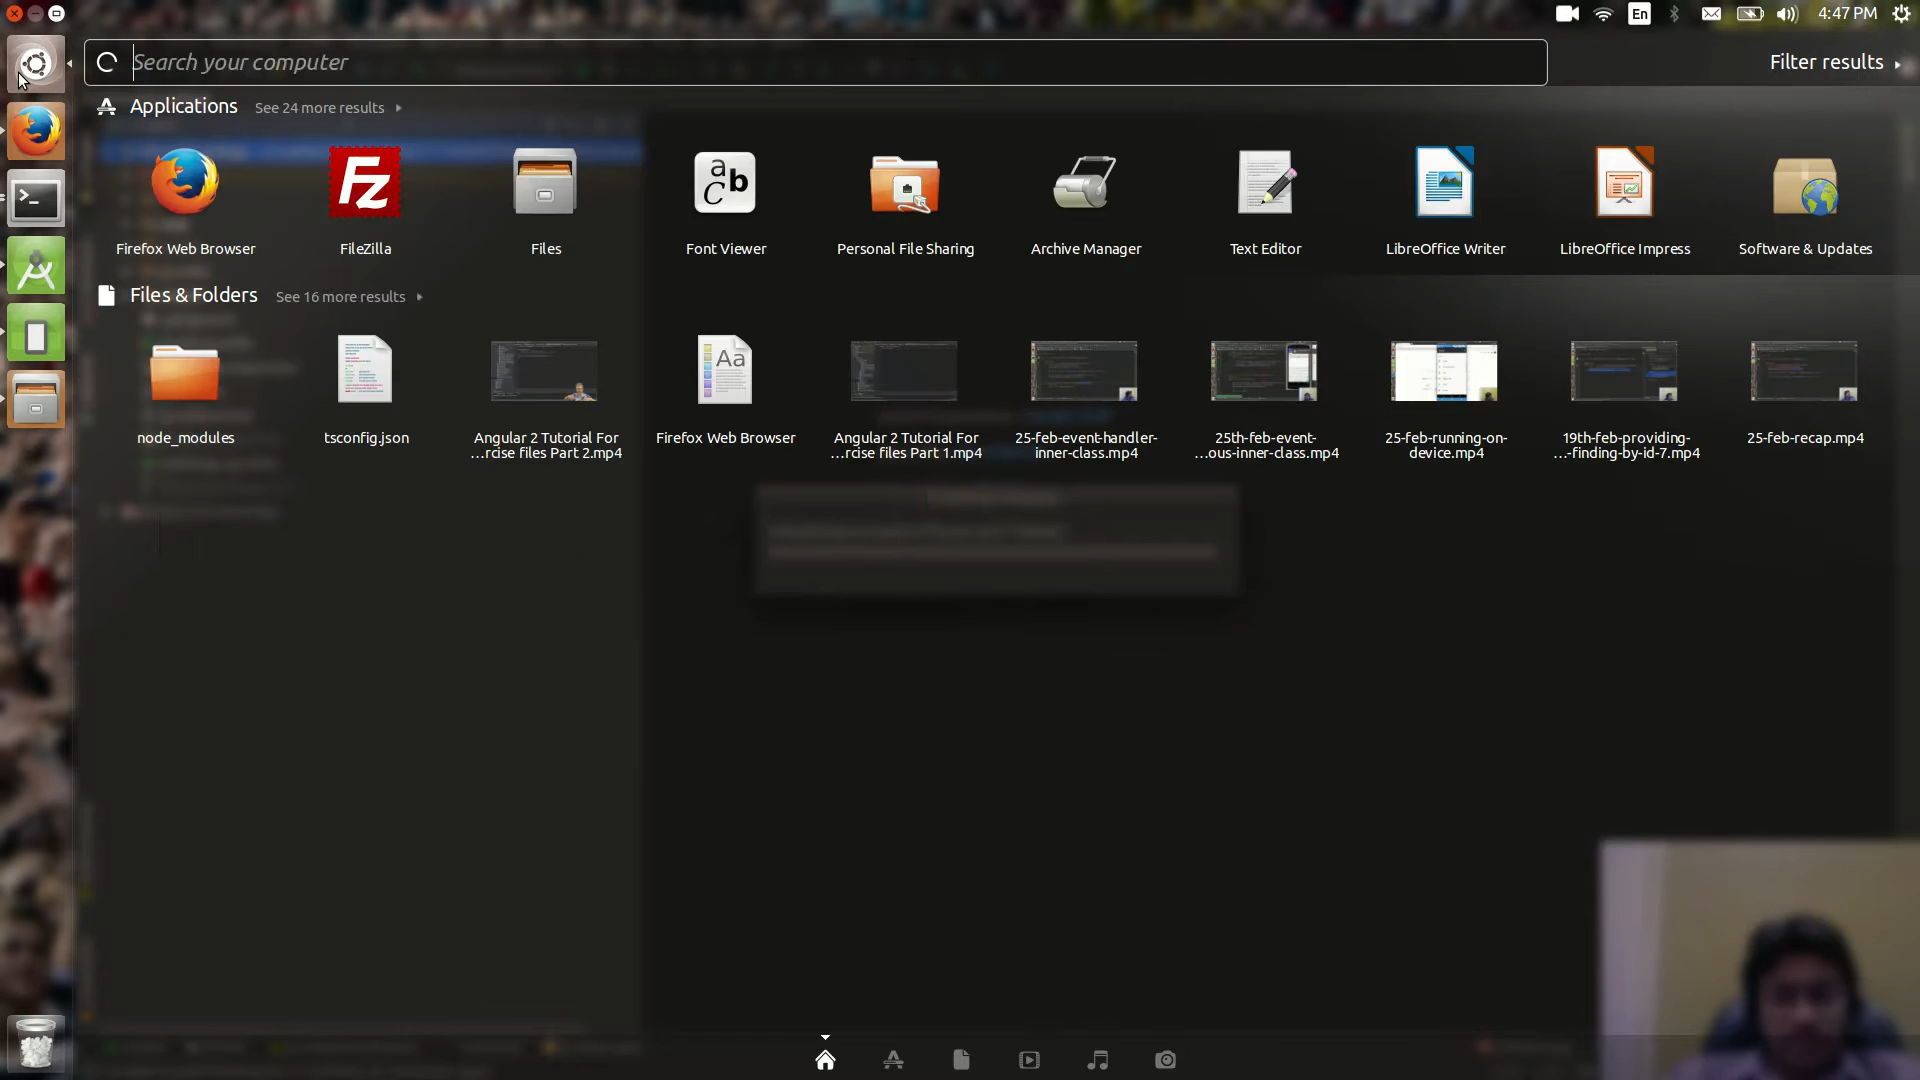 En
4:47 PM
Search your computer
Filter results
Applications See 24 more results
Fz
a
C b
Firefox Web Browser
FileZilla
Files
Font Viewer
Personal File Sharing
Archive Manager
Text Editor
LibreOffice Writer
LibreOffice Impress
Software & Updates
Files & Folders See 16 more results
Aa
node_modules
tsconfig.json
Angular 2 Tutorial For
...rcise files Part 2.mp4
Firefox Web Browser
Angular 2 Tutorial For
...rcise files Part 1.mp4
25-feb-event-handler-
inner-class.mp4
25th-feb-event-
...ous-inner-class.mp4
25-feb-running-on-
device.mp4
19th-feb-providing-
...-finding-by-id-7.mp4
25-feb-recap.mp4